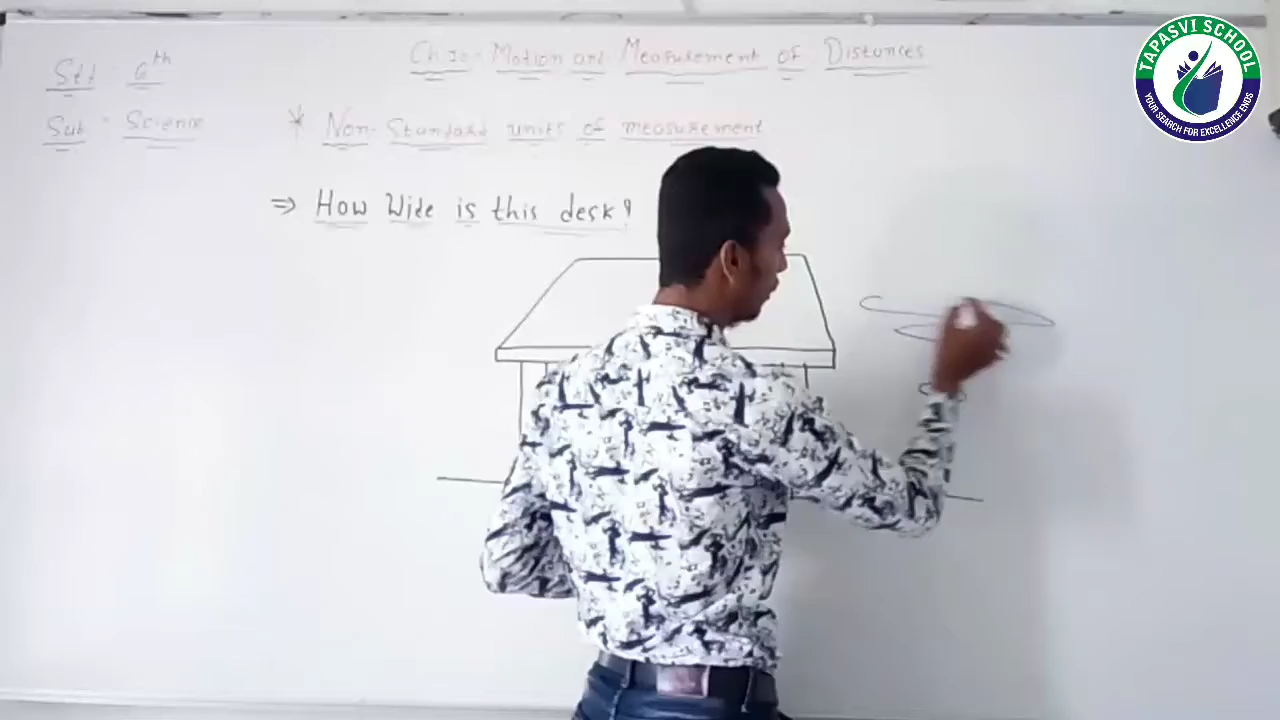 Std : 6th
Ch 10 - Motion and Measurement of Distances
Sub : Science
* Non-Standard units of measurement
⇒ How Wide is this desk?
TAPASVI SCHOOL
YOUR SEARCH FOR EXCELLENCE ENDS